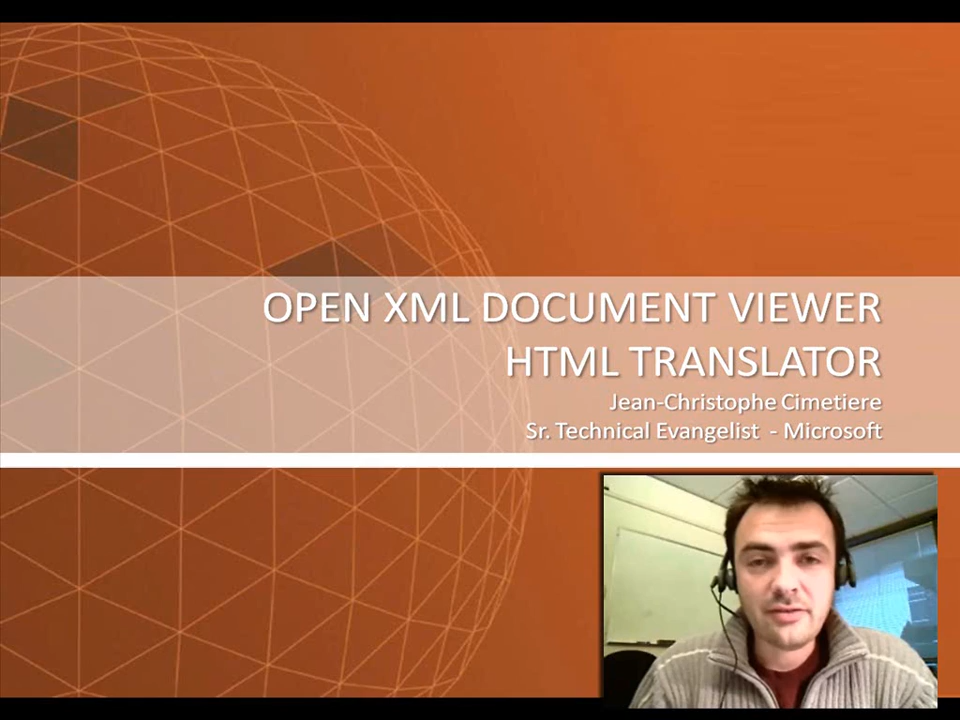 OPEN XML DOCUMENT VIEWER
HTML TRANSLATOR
Jean-Christophe Cimetiere
Sr. Technical Evangelist - Microsoft